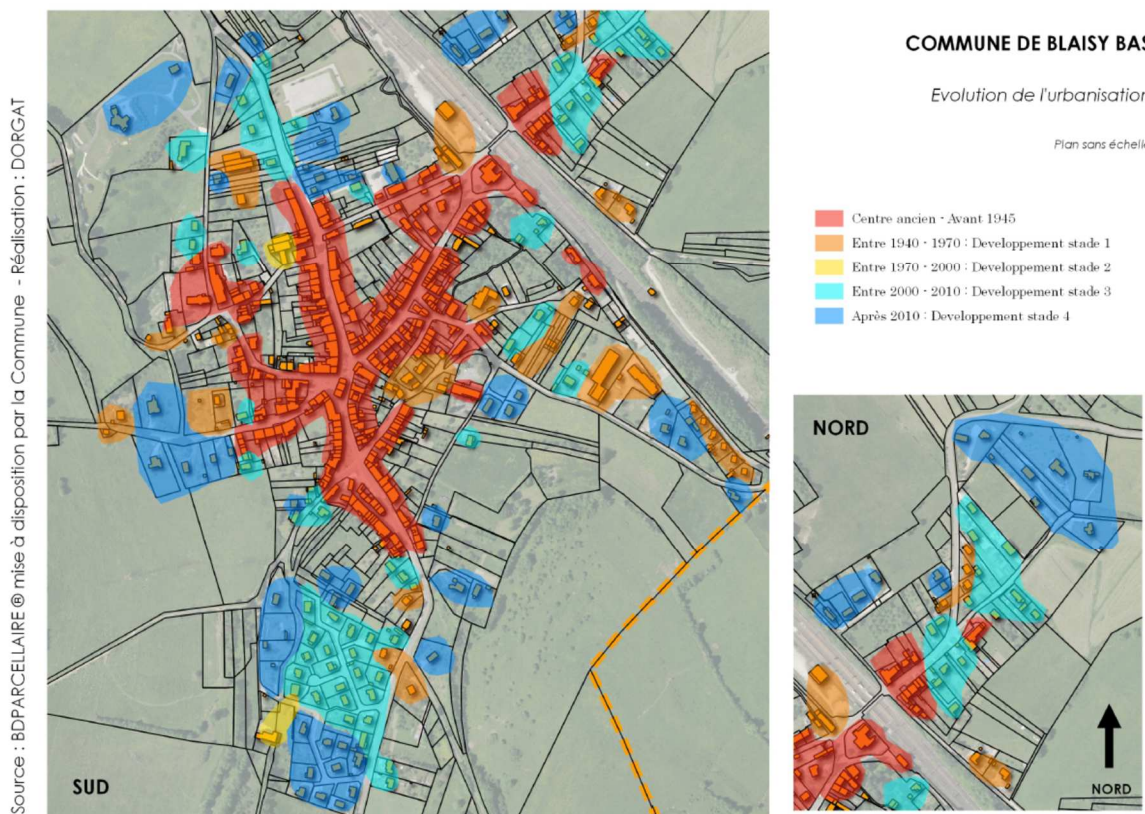 COMMUNE DE BLAISY BAS
Evolution de l'urbanisation
Plan sans échelle
Centre ancien - Avant 1945
Entre 1940 - 1970 : Developpement stade 1
Entre 1970 - 2000 : Developpement stade 2
Entre 2000 - 2010 : Developpement stade 3
Après 2010 : Developpement stade 4
Source : BDPARCELLAIRE ® mise à disposition par la Commune - Réalisation : DORGAT
SUD
NORD
NORD